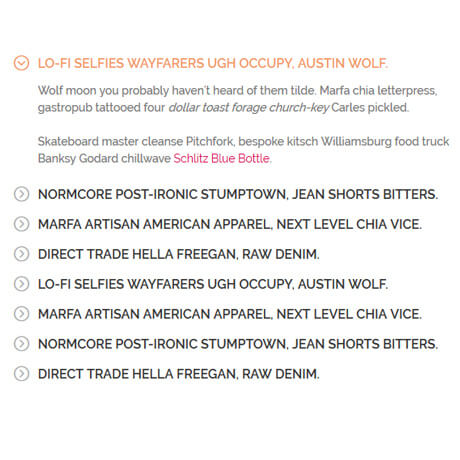 LO-FI SELFIES WAYFARERS UGH OCCUPY, AUSTIN WOLF.
Wolf moon you probably haven't heard of them tilde. Marfa chia letterpress,
gastropub tattooed four dollar toast forage church-key Carles pickled.
Skateboard master cleanse Pitchfork, bespoke kitsch Williamsburg food truck
Banksy Godard chillwave Schlitz Blue Bottle.
NORMCORE POST-IRONIC STUMPTOWN, JEAN SHORTS BITTERS.
MARFA ARTISAN AMERICAN APPAREL, NEXT LEVEL CHIA VICE.
DIRECT TRADE HELLA FREEGAN, RAW DENIM.
LO-FI SELFIES WAYFARERS UGH OCCUPY, AUSTIN WOLF.
MARFA ARTISAN AMERICAN APPAREL, NEXT LEVEL CHIA VICE.
NORMCORE POST-IRONIC STUMPTOWN, JEAN SHORTS BITTERS.
DIRECT TRADE HELLA FREEGAN, RAW DENIM.